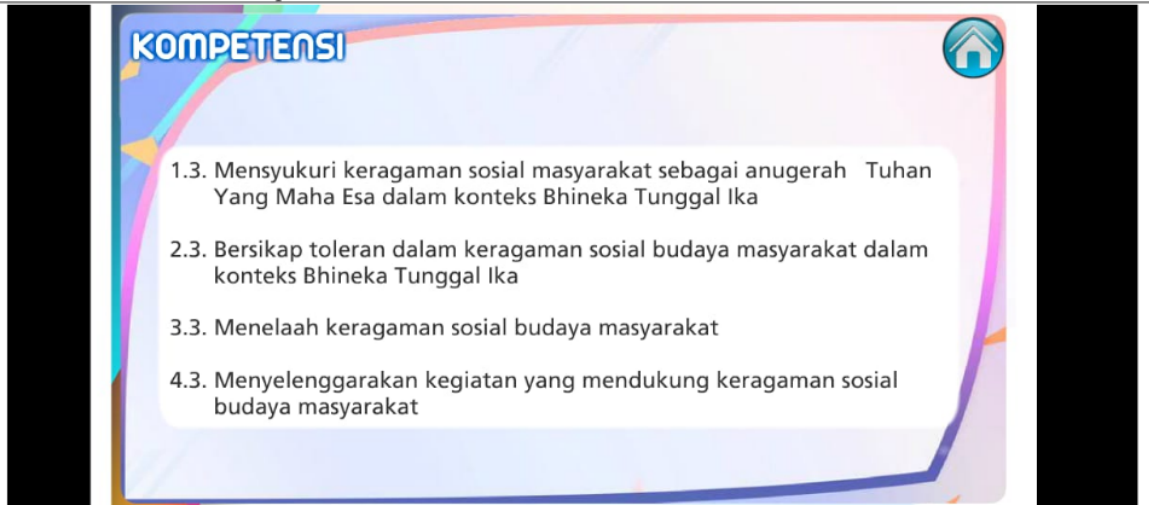 KOMPETENSI
1.3. Mensyukuri keragaman sosial masyarakat sebagai anugerah Tuhan
Yang Maha Esa dalam konteks Bhineka Tunggal Ika
2.3. Bersikap toleran dalam keragaman sosial budaya masyarakat dalam
konteks Bhineka Tunggal Ika
3.3. Menelaah keragaman sosial budaya masyarakat
4.3. Menyelenggarakan kegiatan yang mendukung keragaman sosial
budaya masyarakat